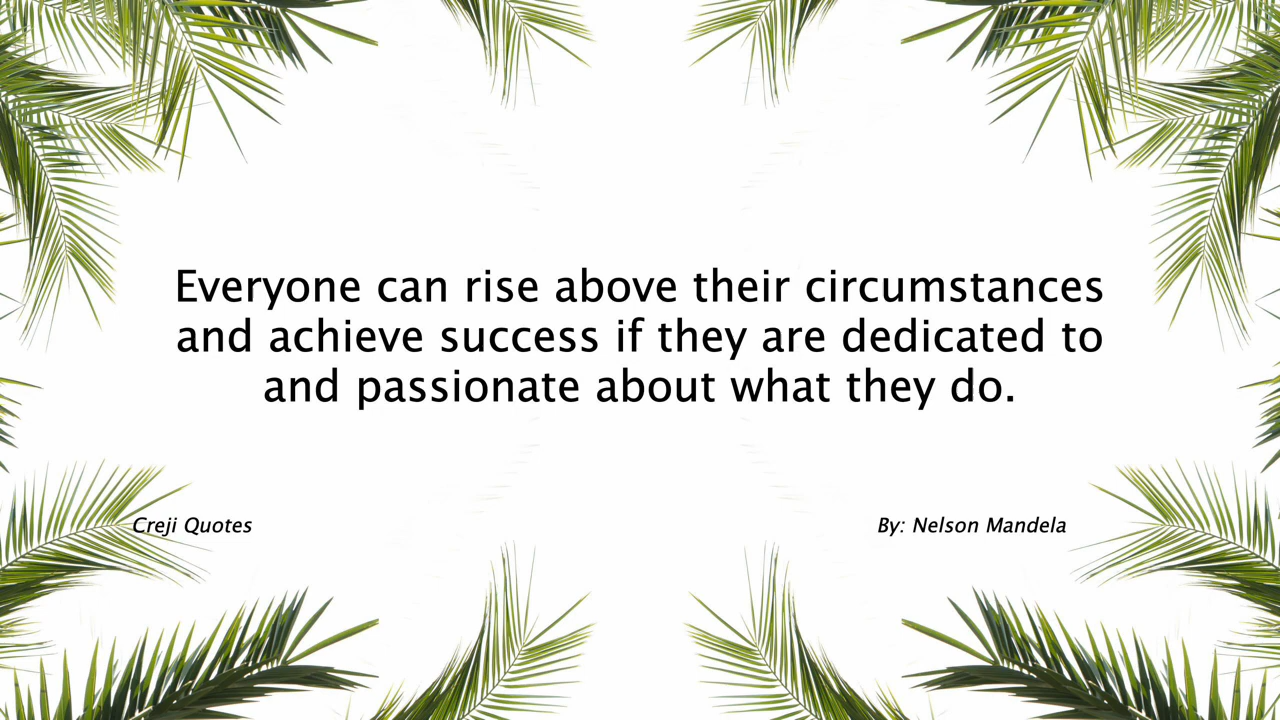 Everyone can rise above their circumstances
and achieve success if they are dedicated to
and passionate about what they do.
Creji Quotes
By: Nelson Mandela